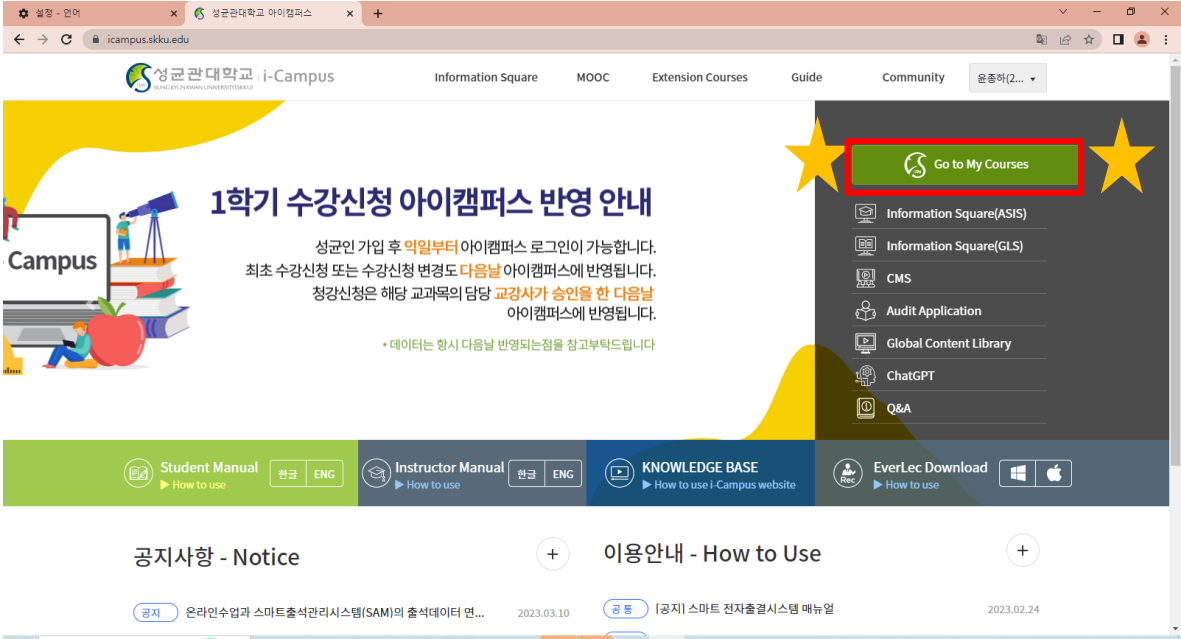 설정 - 언어
성균관대학교 아이캠퍼스
icampus.skku.edu
성균관대학교 i-Campus
SUNGKYUNKWAN UNIVERSITY(SKKU)
Information Square
MOOC
Extension Courses
Guide
Community
윤종하(2...
Go to My Courses
1학기 수강신청 아이캠퍼스 반영 안내
성균인 가입 후 익일부터 아이캠퍼스 로그인이 가능합니다.
최초 수강신청 또는 수강신청 변경도 다음날 아이캠퍼스에 반영됩니다.
청강신청은 해당 교과목의 담당 교강사가 승인을 한 다음날
아이캠퍼스에 반영됩니다.
• 데이터는 항시 다음날 반영되는점을 참고부탁드립니다
Campus
Information Square(ASIS)
Information Square(GLS)
CMS
Audit Application
Global Content Library
ChatGPT
Q&A
Student Manual
▶ How to use
한글 ENG
Instructor Manual
▶ How to use
한글 ENG
KNOWLEDGE BASE
▶ How to use i-Campus website
Rec
EverLec Download
▶ How to use
공지사항 - Notice
+
이용안내 - How to Use
+
공지 온라인수업과 스마트출석관리시스템(SAM)의 출석데이터 연... 2023.03.10
공통 [공지] 스마트 전자출결시스템 매뉴얼 2023.02.24